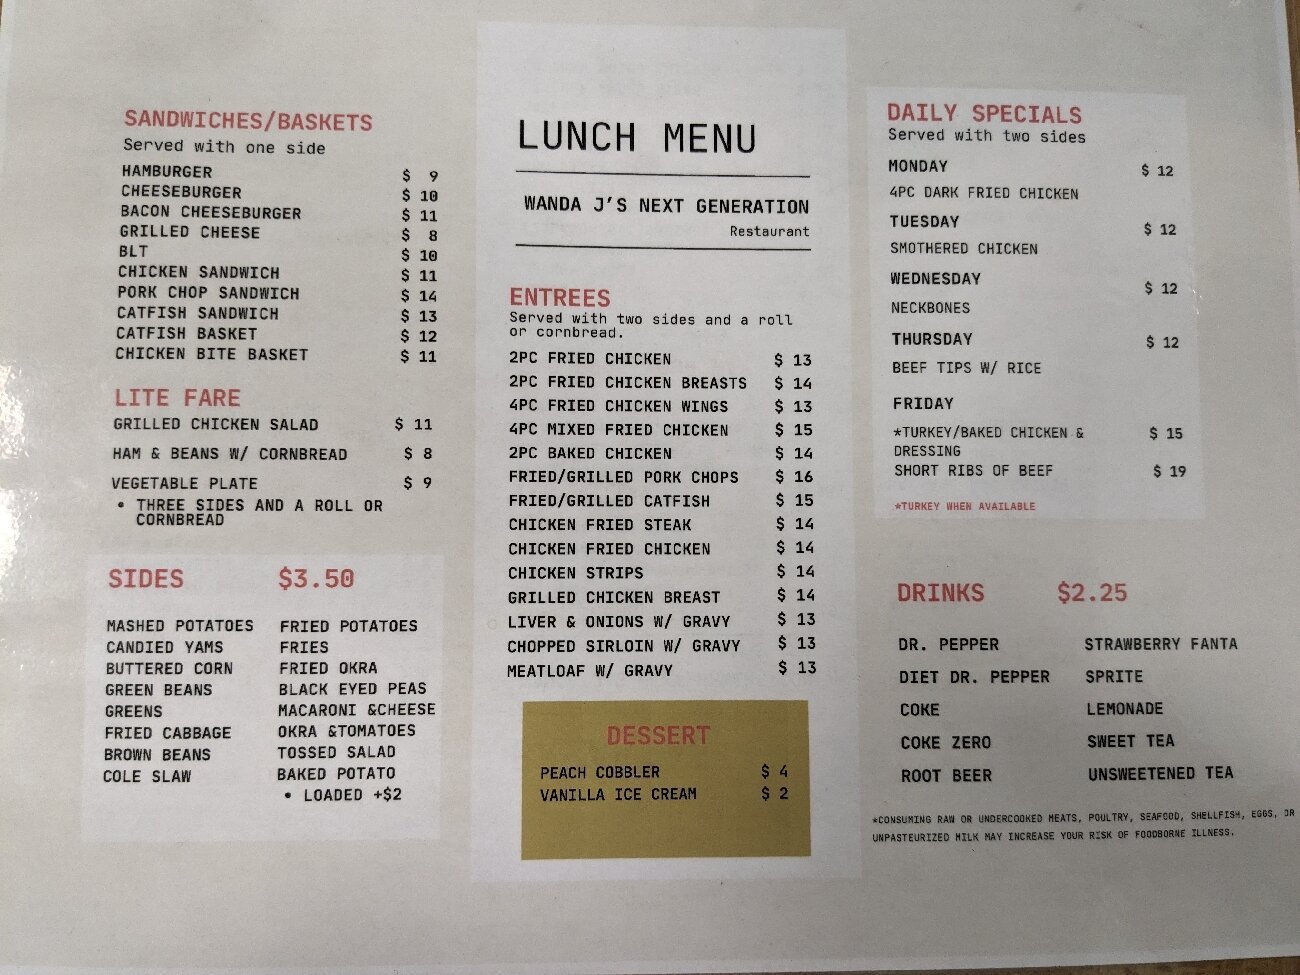 SANDWICHES/BASKETS
Served with one side
HAMBURGER $ 9
CHEESEBURGER $ 10
BACON CHEESEBURGER $ 11
GRILLED CHEESE $ 8
BLT $ 10
CHICKEN SANDWICH $ 11
PORK CHOP SANDWICH $ 14
CATFISH SANDWICH $ 13
CATFISH BASKET $ 12
CHICKEN BITE BASKET $ 11
LITE FARE
GRILLED CHICKEN SALAD $ 11
HAM & BEANS W/ CORNBREAD $ 8
VEGETABLE PLATE $ 9
• THREE SIDES AND A ROLL OR
CORNBREAD
SIDES $3.50
MASHED POTATOES FRIED POTATOES
CANDIED YAMS FRIES
BUTTERED CORN FRIED OKRA
GREEN BEANS BLACK EYED PEAS
GREENS MACARONI &CHEESE
FRIED CABBAGE OKRA &TOMATOES
BROWN BEANS TOSSED SALAD
COLE SLAW BAKED POTATO
• LOADED +$2
LUNCH MENU
WANDA J'S NEXT GENERATION
Restaurant
ENTREES
Served with two sides and a roll
or cornbread.
2PC FRIED CHICKEN $ 13
2PC FRIED CHICKEN BREASTS $ 14
4PC FRIED CHICKEN WINGS $ 13
4PC MIXED FRIED CHICKEN $ 15
2PC BAKED CHICKEN $ 14
FRIED/GRILLED PORK CHOPS $ 16
FRIED/GRILLED CATFISH $ 15
CHICKEN FRIED STEAK $ 14
CHICKEN FRIED CHICKEN $ 14
CHICKEN STRIPS $ 14
GRILLED CHICKEN BREAST $ 14
LIVER & ONIONS W/ GRAVY $ 13
CHOPPED SIRLOIN W/ GRAVY $ 13
MEATLOAF W/ GRAVY $ 13
DESSERT
PEACH COBBLER $ 4
VANILLA ICE CREAM $ 2
DAILY SPECIALS
Served with two sides
MONDAY $ 12
4PC DARK FRIED CHICKEN
TUESDAY $ 12
SMOTHERED CHICKEN
WEDNESDAY $ 12
NECKBONES
THURSDAY $ 12
BEEF TIPS W/ RICE
FRIDAY
*TURKEY/BAKED CHICKEN & $ 15
DRESSING
SHORT RIBS OF BEEF $ 19
*TURKEY WHEN AVAILABLE
DRINKS $2.25
DR. PEPPER STRAWBERRY FANTA
DIET DR. PEPPER SPRITE
COKE LEMONADE
COKE ZERO SWEET TEA
ROOT BEER UNSWEETENED TEA
*CONSUMING RAW OR UNDERCOOKED MEATS, POULTRY, SEAFOOD, SHELLFISH, EGGS, OR
UNPASTEURIZED MILK MAY INCREASE YOUR RISK OF FOODBORNE ILLNESS.